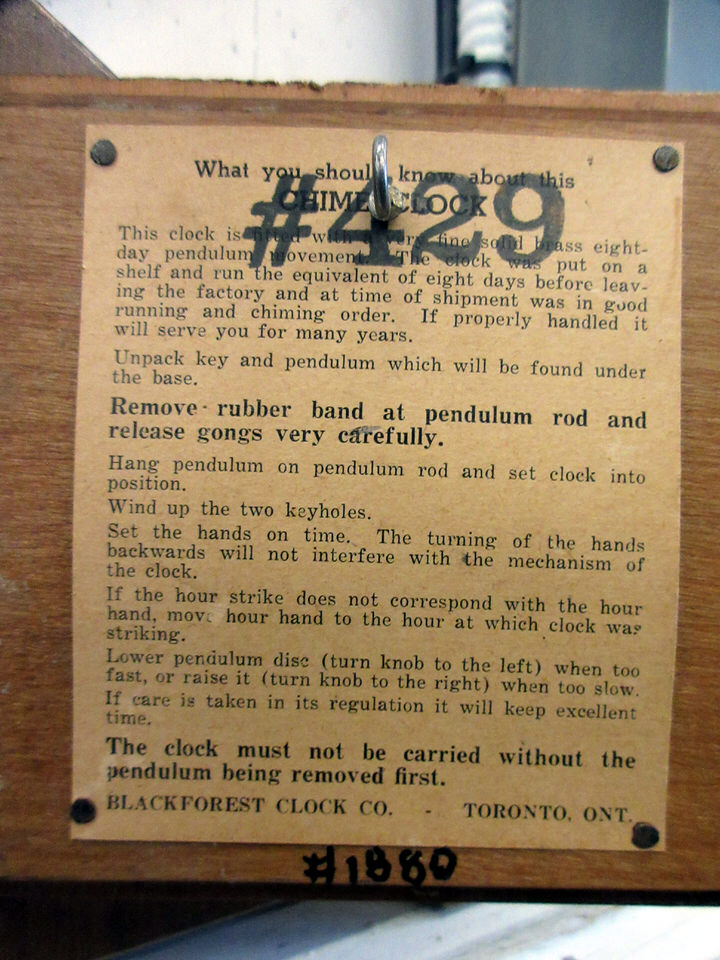 What you should know about this
#429
CHIME CLOCK
This clock is fitted with a very fine solid brass eight-
day pendulum movement. The clock was put on a
shelf and run the equivalent of eight days before leav-
ing the factory and at time of shipment was in good
running and chiming order. If properly handled it
will serve you for many years.
Unpack key and pendulum which will be found under
the base.
Remove rubber band at pendulum rod and
release gongs very carefully.
Hang pendulum on pendulum rod and set clock into
position.
Wind up the two keyholes.
Set the hands on time. The turning of the hands
backwards will not interfere with the mechanism of
the clock.
If the hour strike does not correspond with the hour
hand, move hour hand to the hour at which clock was
striking.
Lower pendulum disc (turn knob to the left) when too
fast, or raise it (turn knob to the right) when too slow.
If care is taken in its regulation it will keep excellent
time.
The clock must not be carried without the
pendulum being removed first.
BLACKFOREST CLOCK CO. - TORONTO, ONT.
#1880